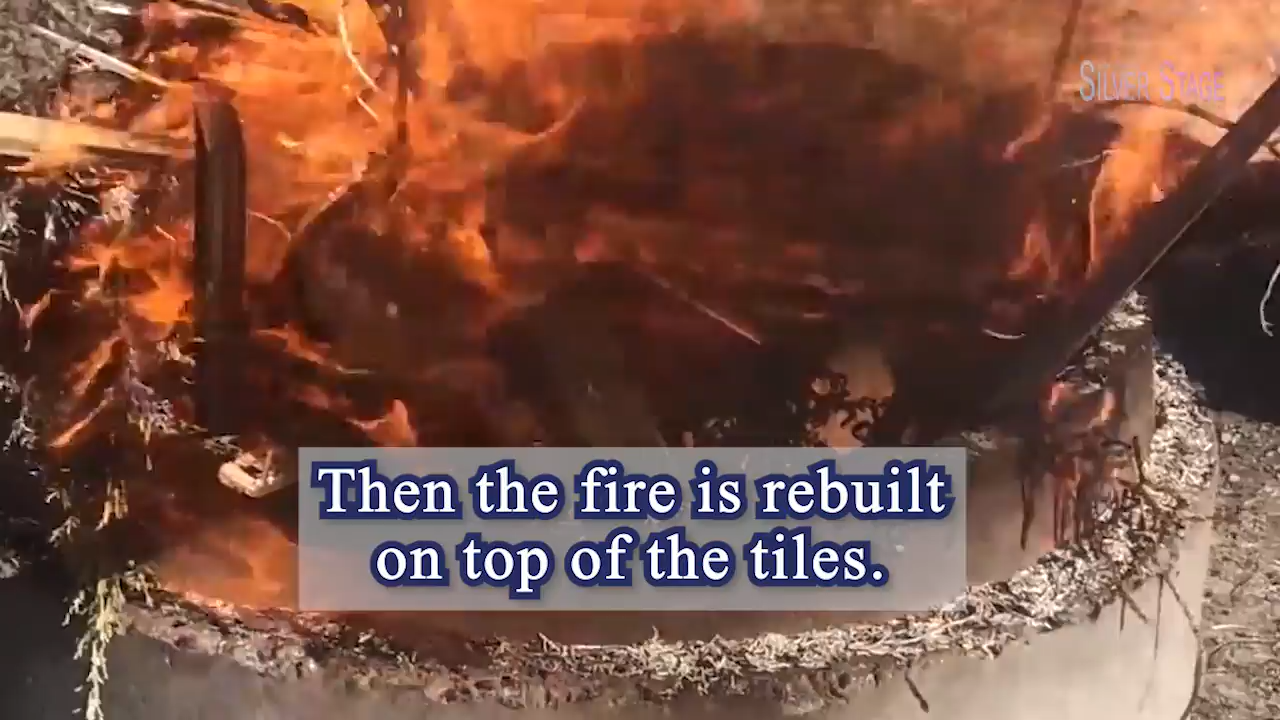 SILVER STAGE
Then the fire is rebuilt
on top of the tiles.